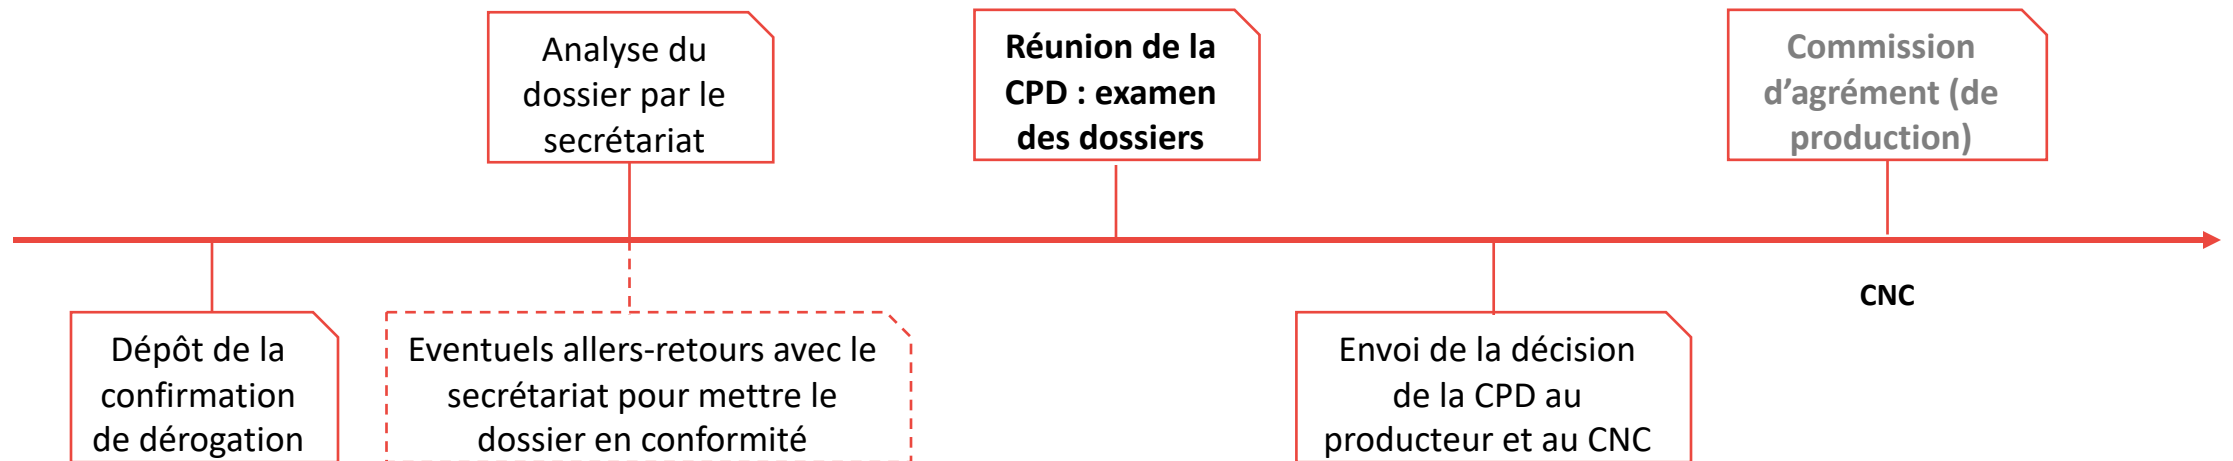 Analyse du
dossier par le
secrétariat
Réunion de la
CPD : examen
des dossiers
Commission
d’agrément (de
production)
CNC
Dépôt de la
confirmation
de dérogation
Eventuels allers-retours avec le
secrétariat pour mettre le
dossier en conformité
Envoi de la décision
de la CPD au
producteur et au CNC